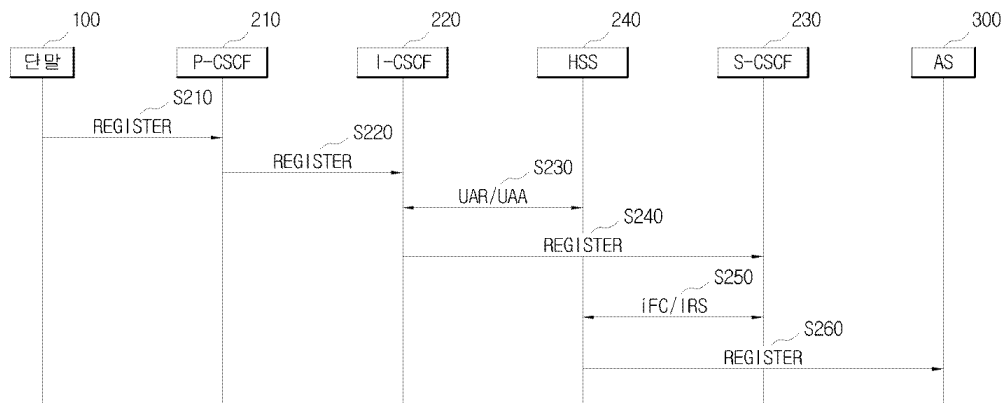 100 210 220 240 230 300
단말 P-CSCF I-CSCF HSS S-CSCF AS
S210
REGISTER
S220
REGISTER
S230
UAR/UAA
S240
REGISTER
S250
iFC/IRS
S260
REGISTER